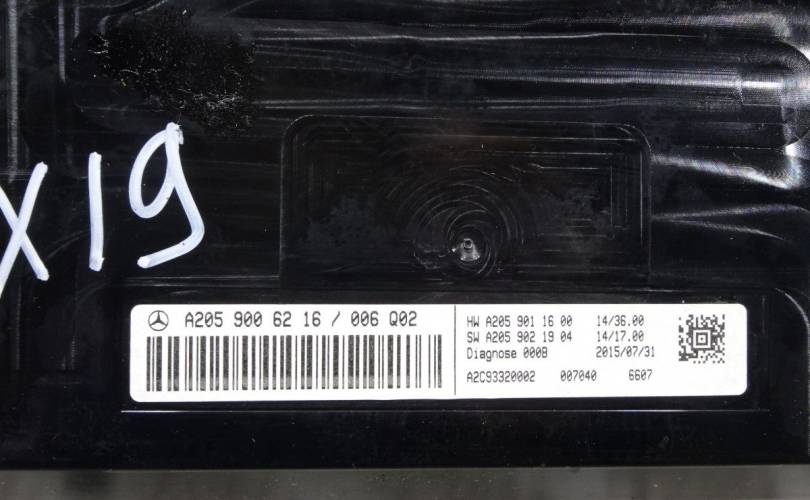 X19
A205 900 62 16 / 006 Q02
HW A205 901 16 00 14/36.00
SW A205 902 19 04 14/17.00
Diagnose 000B 2015/07/31
A2C93320002 007040 6607